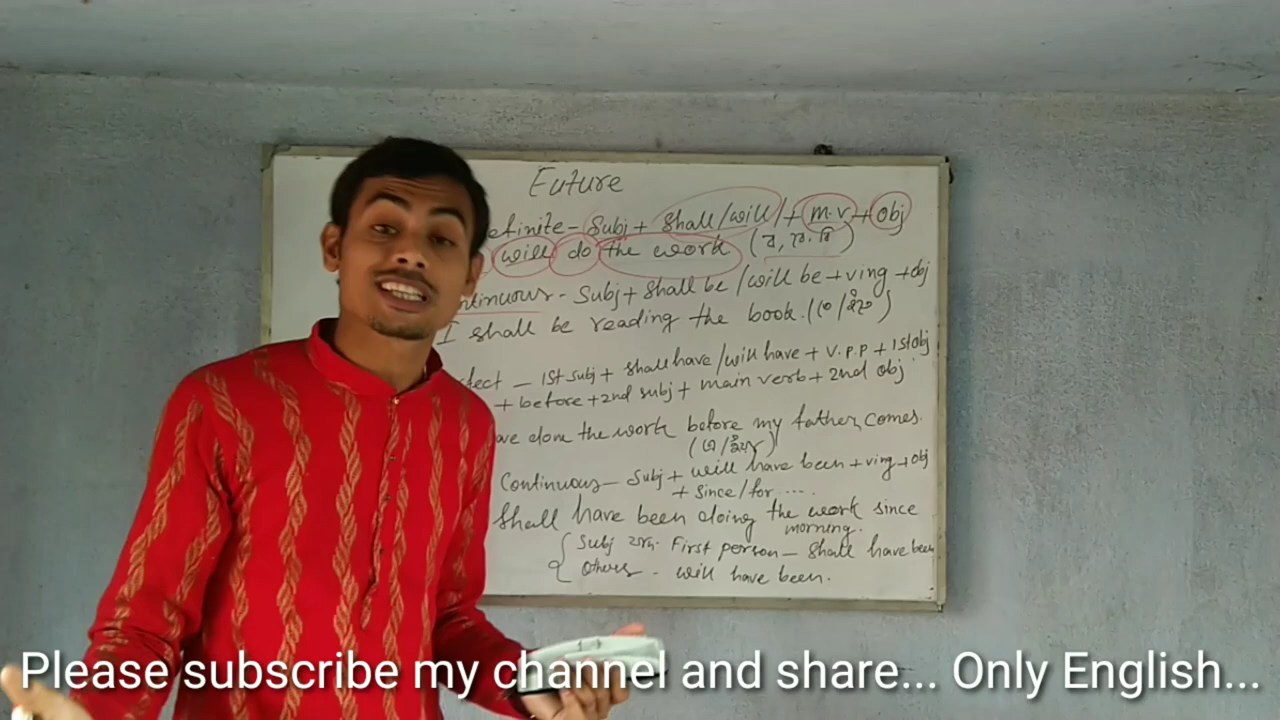 Future
efinite - Subj + shall/will/ + m.v + obj
will do the work
ntinuous - Subj + shall be /will be + ving + obj
I shall be reading the book.
fect - 1st subj + shall have /will have + v.p.p + 1st obj
+ before + 2nd subj + main verb + 2nd obj
ave done the work before my father comes.
Continuous - Subj + will have been + ving + obj
+ since/for ....
Shall have been doing the work since
morning.
Subj First person - Shall have been
Others - will have been.
Please subscribe my channel and share... Only English...